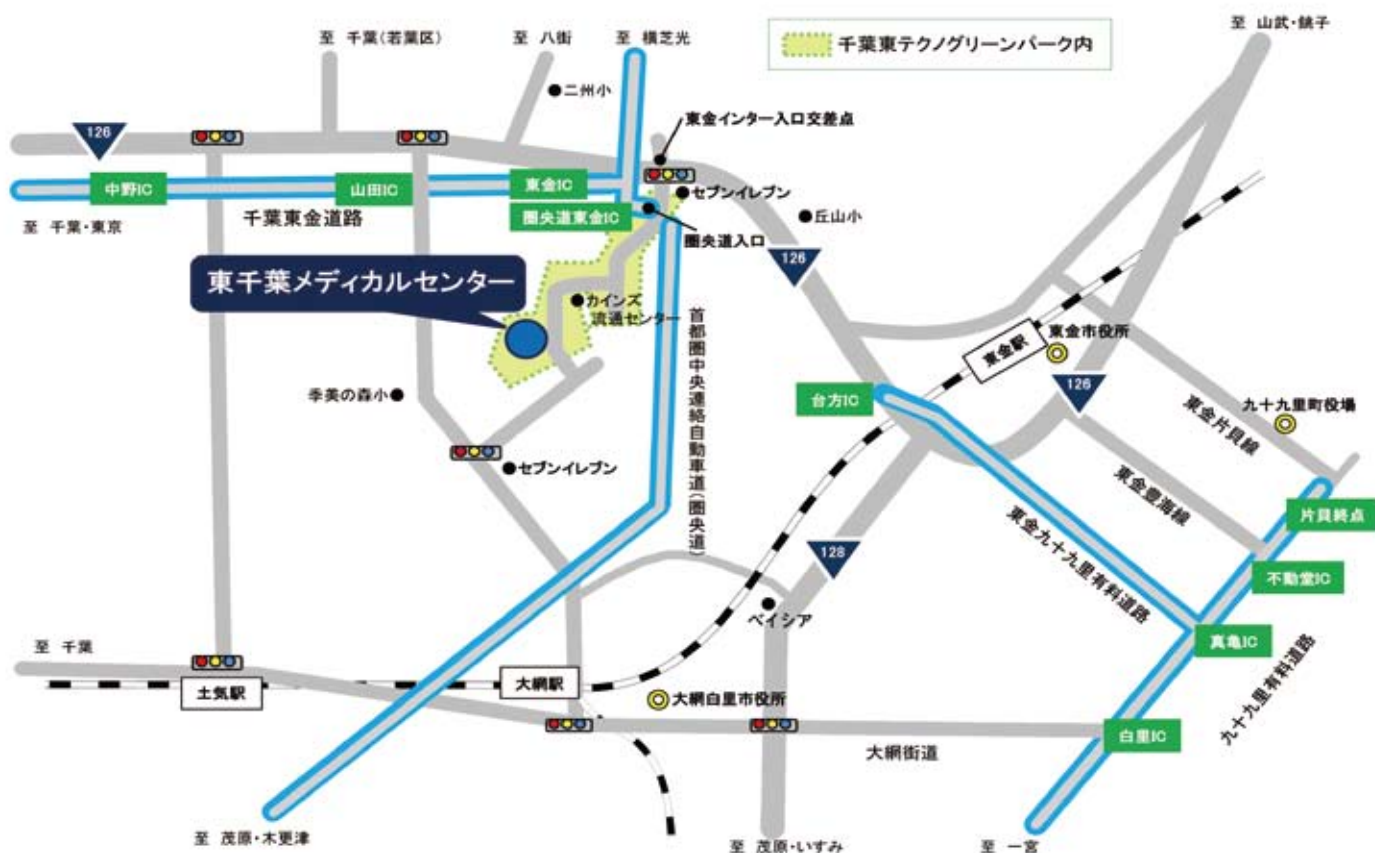 至 山武・銚子
至 千葉(若葉区)
至 八街
至 横芝光
千葉東テクノグリーンパーク内
二州小
東金インター入口交差点
126
中野IC
山田IC
東金IC
セブンイレブン
圏央道東金IC
丘山小
至 千葉・東京
千葉東金道路
圏央道入口
126
東千葉メディカルセンター
カインズ
流通センター
首都圏中央連絡自動車道(圏央道)
東金駅
東金市役所
126
台方IC
季美の森小
九十九里町役場
東金片貝線
セブンイレブン
東金豊海線
片貝終点
128
東金九十九里有料道路
不動堂IC
ベイシア
真亀IC
至 千葉
土気駅
大網駅
大網白里市役所
九十九里有料道路
白里IC
大網街道
至 茂原・木更津
至 茂原・いすみ
至 一宮